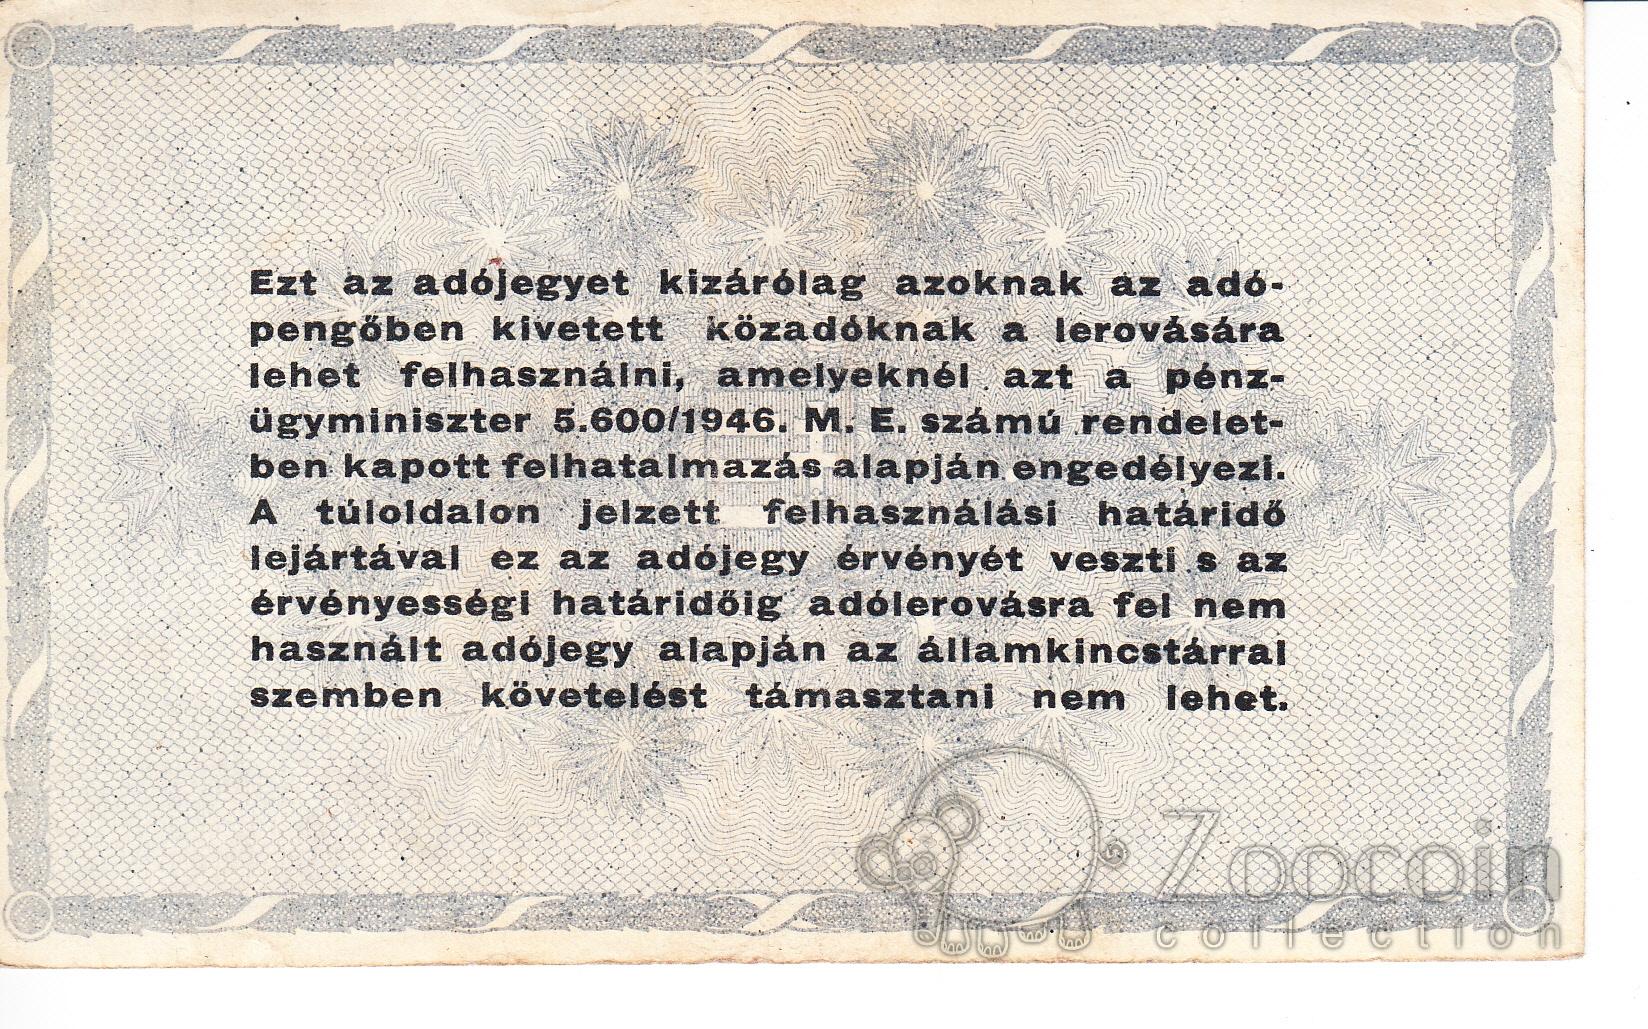 Ezt az adójegyet kizárólag azoknak az adó-
pengőben kivetett közadóknak a lerovására
lehet felhasználni, amelyeknél azt a pénz-
ügyminiszter 5.600/1946. M. E. számú rendelet-
ben kapott felhatalmazás alapján engedélyezi.
A túloldalon jelzett felhasználási határidő
lejártával ez az adójegy érvényét veszti s az
érvényességi határidőig adólerovásra fel nem
használt adójegy alapján az államkincstárral
szemben követelést támasztani nem lehet.
Zoocoin
collection